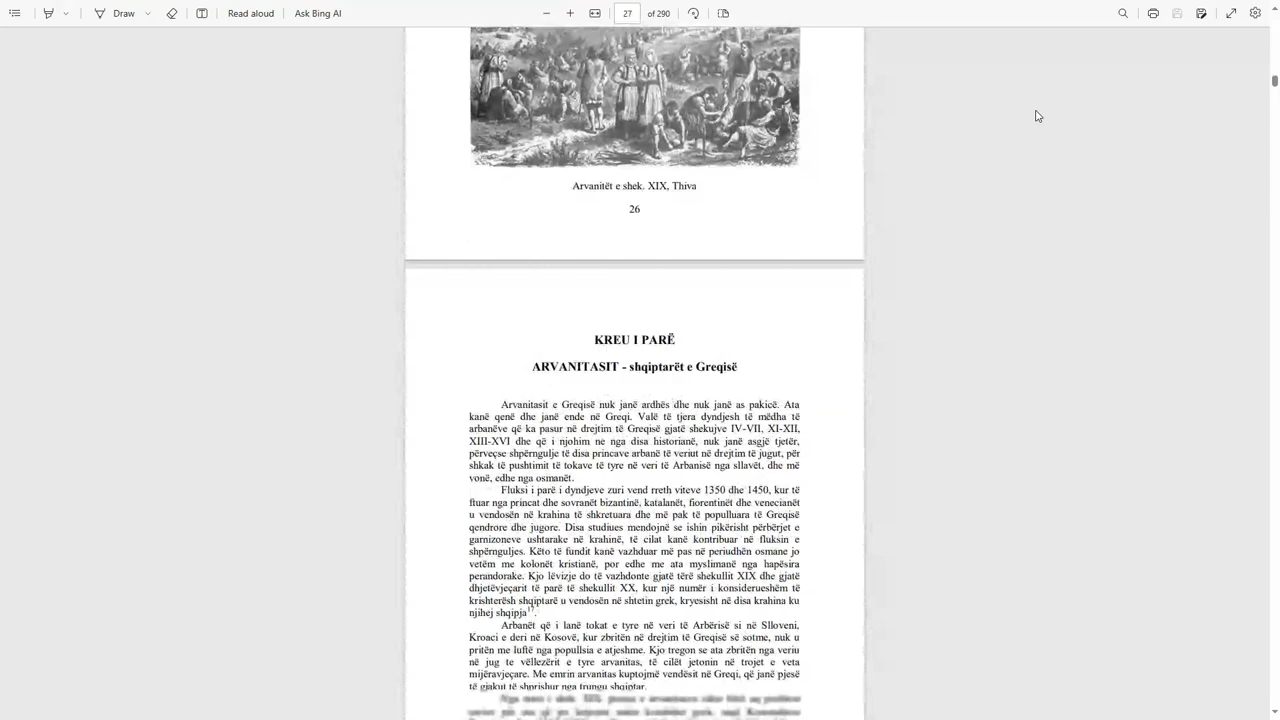 Draw
Read aloud
Ask Bing AI
27
of 290
Arvanitët e shek. XIX, Thiva
26
KREU I PARË
ARVANITASIT - shqiptarët e Greqisë
Arvanitasit e Greqisë nuk janë ardhës dhe nuk janë as pakicë. Ata
kanë qenë dhe janë ende në Greqi. Valë të tjera dyndjesh të mëdha të
arbanëve që ka pasur në drejtim të Greqisë gjatë shekujve IV-VII, XI-XII,
XIII-XVI dhe që i njohim ne nga disa historianë, nuk janë asgjë tjetër,
përveçse shpërngulje të disa princave arbanë të veriut në drejtim të jugut, për
shkak të pushtimit të tokave të tyre në veri të Arbanisë nga sllavët, dhe më
vonë, edhe nga osmanët.
Fluksi i parë i dyndjeve zuri vend rreth viteve 1350 dhe 1450, kur të
ftuar nga princat dhe sovranët bizantinë, katalanët, fiorentinët dhe venecianët
u vendosën në krahina të shkretuara dhe më pak të populluara të Greqisë
qendrore dhe jugore. Disa studiues mendojnë se ishin pikërisht përbërjet e
garnizoneve ushtarake në krahinë, të cilat kanë kontribuar në fluksin e
shpërnguljes. Këto të fundit kanë vazhduar më pas në periudhën osmane jo
vetëm me kolonët kristianë, por edhe me ata myslimanë nga hapësira
perandorake. Kjo lëvizje do të vazhdonte gjatë tërë shekullit XIX dhe gjatë
dhjetëvjeçarit të parë të shekullit XX, kur një numër i konsiderueshëm të
krishterësh shqiptarë u vendosën në shtetin grek, kryesisht në disa krahina ku
njihej shqipja17.
Arbanët që i lanë tokat e tyre në veri të Arbërisë si në Slloveni,
Kroaci e deri në Kosovë, kur zbritën në drejtim të Greqisë së sotme, nuk u
pritën me luftë nga popullsia e atjeshme. Kjo tregon se ata zbritën nga veriu
në jug te vëllezërit e tyre arvanitas, të cilët jetonin në trojet e veta
mijëravjeçare. Me emrin arvanitas kuptojmë vendësit në Greqi, që janë pjesë
të gjakut të shprishur nga trungu shqiptar.